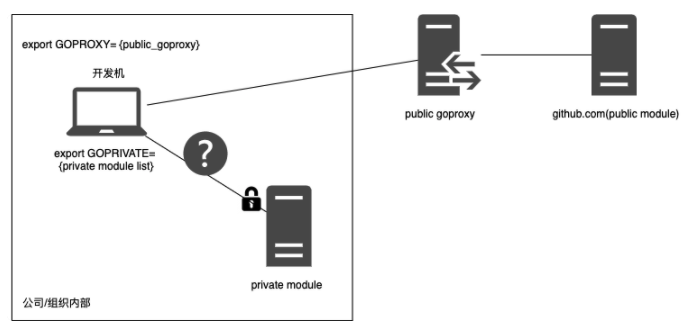 export GOPROXY= {public_goproxy}
开发机
export GOPRIVATE=
{private module list}
?
private module
公司/组织内部
public goproxy
github.com(public module)